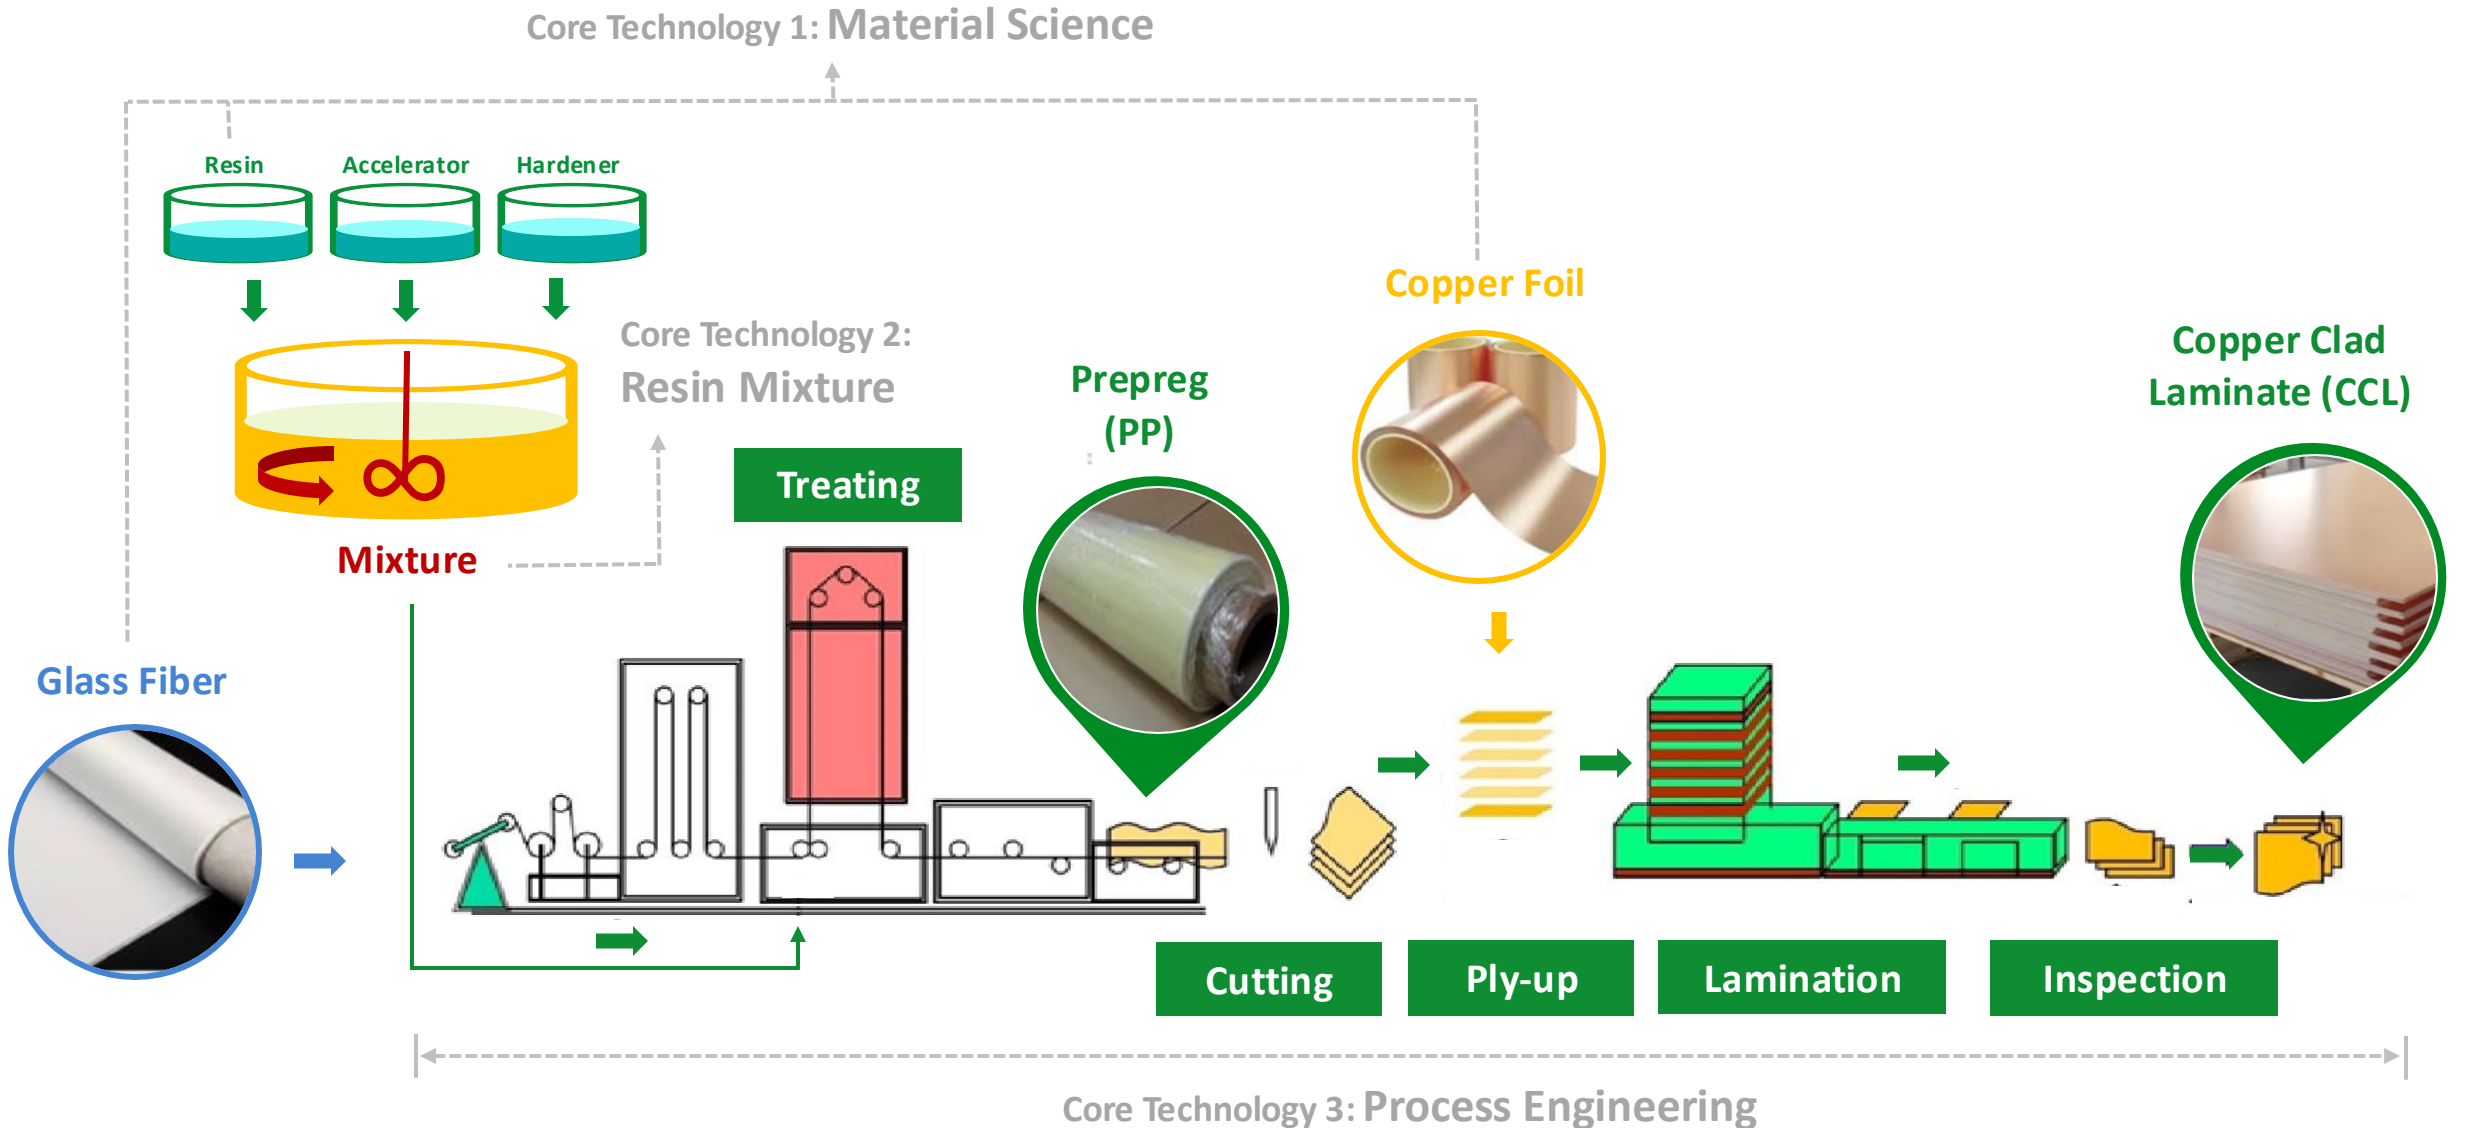 Core Technology 1: Material Science
Resin
Accelerator
Hardener
Core Technology 2:
Resin Mixture
Mixture
Glass Fiber
Treating
Prepreg
(PP)
Copper Foil
Copper Clad
Laminate (CCL)
Cutting
Ply-up
Lamination
Inspection
Core Technology 3: Process Engineering